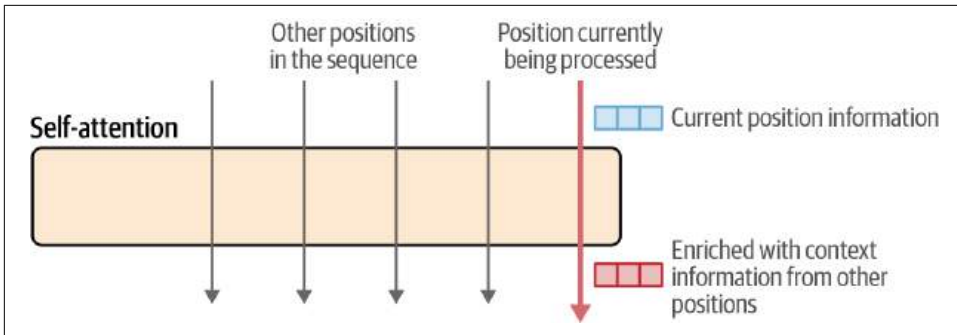 Other positions
in the sequence
Position currently
being processed
Self-attention
Current position information
Enriched with context
information from other
positions